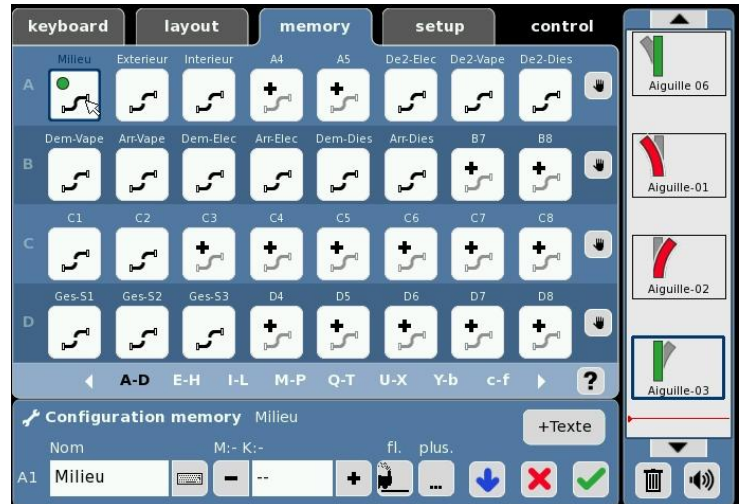 keyboard layout memory setup control
Milieu Exterieur Interieur A4 A5 De2-Elec De2-Vape De2-Dies
A
Dem-Vape Arr-Vape Dem-Elec Arr-Elec Dem-Dies Arr-Dies B7 B8
B
C1 C2 C3 C4 C5 C6 C7 C8
C
Ges-S1 Ges-S2 Ges-S3 D4 D5 D6 D7 D8
D
A-D E-H I-L M-P Q-T U-X Y-b c-f ?
Configuration memory Milieu
+Texte
Nom M:- K:- fl. plus.
A1 Milieu - -- + ...
Aiguille 06
Aiguille-01
Aiguille-02
Aiguille-03